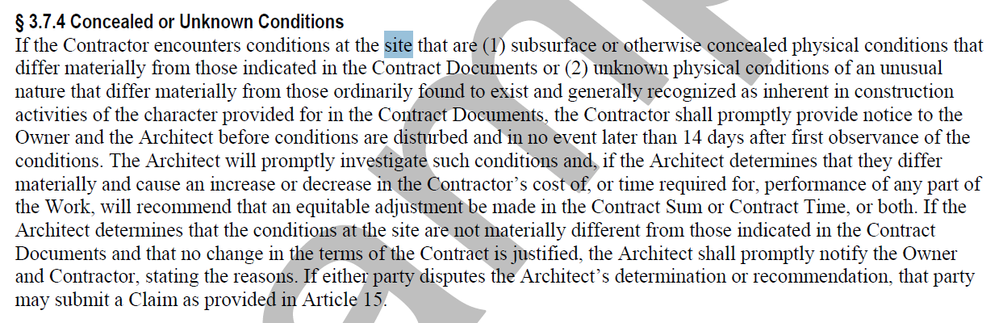 § 3.7.4 Concealed or Unknown Conditions
If the Contractor encounters conditions at the site that are (1) subsurface or otherwise concealed physical conditions that
differ materially from those indicated in the Contract Documents or (2) unknown physical conditions of an unusual
nature that differ materially from those ordinarily found to exist and generally recognized as inherent in construction
activities of the character provided for in the Contract Documents, the Contractor shall promptly provide notice to the
Owner and the Architect before conditions are disturbed and in no event later than 14 days after first observance of the
conditions. The Architect will promptly investigate such conditions and, if the Architect determines that they differ
materially and cause an increase or decrease in the Contractor’s cost of, or time required for, performance of any part of
the Work, will recommend that an equitable adjustment be made in the Contract Sum or Contract Time, or both. If the
Architect determines that the conditions at the site are not materially different from those indicated in the Contract
Documents and that no change in the terms of the Contract is justified, the Architect shall promptly notify the Owner
and Contractor, stating the reasons. If either party disputes the Architect’s determination or recommendation, that party
may submit a Claim as provided in Article 15.